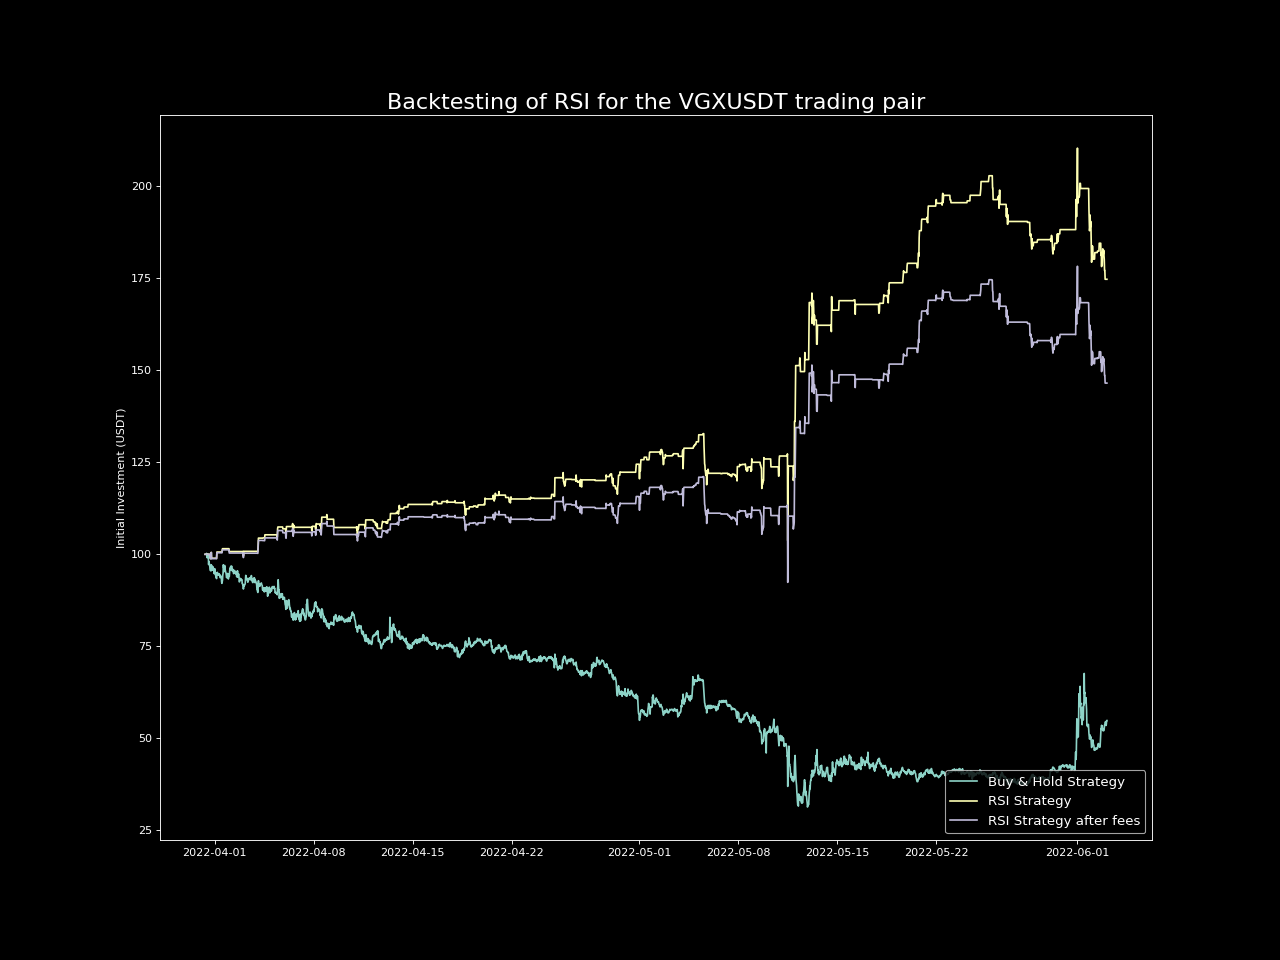 Backtesting of RSI for the VGXUSDT trading pair
Initial Investment (USDT)
200
175
150
125
100
75
50
25
2022-04-01 2022-04-08 2022-04-15 2022-04-22 2022-05-01 2022-05-08 2022-05-15 2022-05-22 2022-06-01
Buy & Hold Strategy
RSI Strategy
RSI Strategy after fees